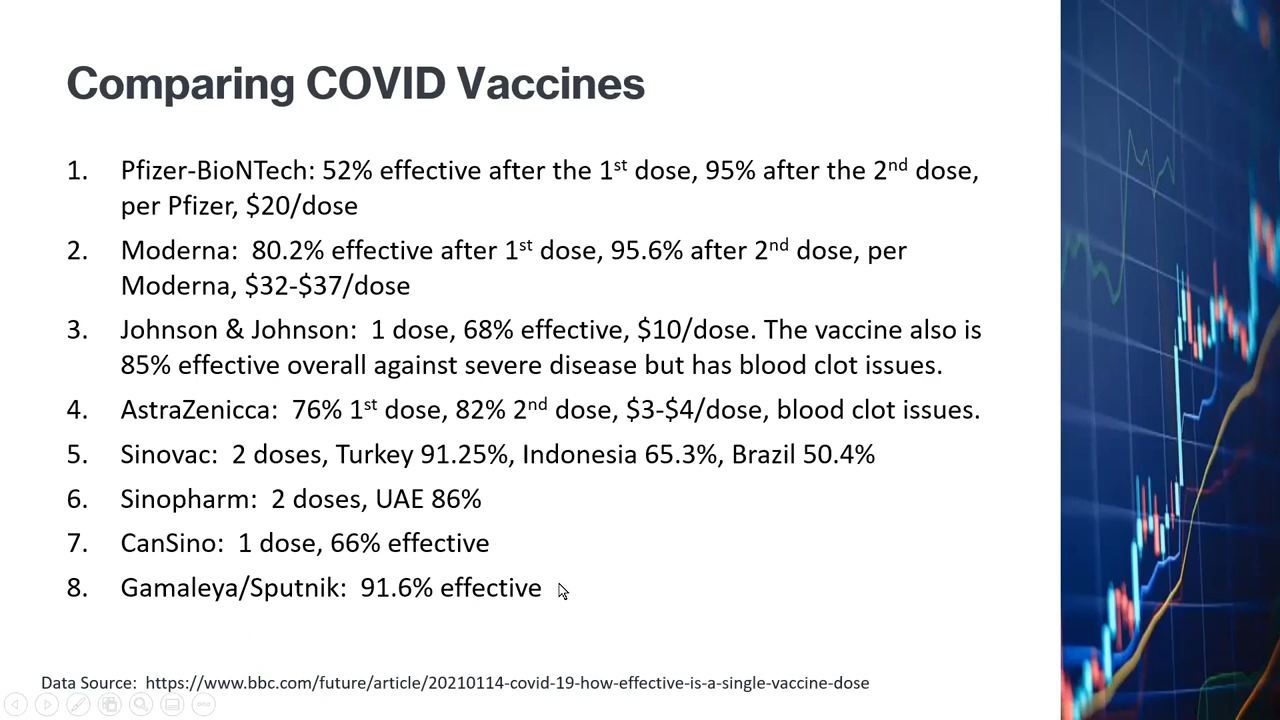 Comparing COVID Vaccines
1. Pfizer-BioNTech: 52% effective after the 1st dose, 95% after the 2nd dose,
per Pfizer, $20/dose
2. Moderna: 80.2% effective after 1st dose, 95.6% after 2nd dose, per
Moderna, $32-$37/dose
3. Johnson & Johnson: 1 dose, 68% effective, $10/dose. The vaccine also is
85% effective overall against severe disease but has blood clot issues.
4. AstraZenicca: 76% 1st dose, 82% 2nd dose, $3-$4/dose, blood clot issues.
5. Sinovac: 2 doses, Turkey 91.25%, Indonesia 65.3%, Brazil 50.4%
6. Sinopharm: 2 doses, UAE 86%
7. CanSino: 1 dose, 66% effective
8. Gamaleya/Sputnik: 91.6% effective
Data Source: https://www.bbc.com/future/article/20210114-covid-19-how-effective-is-a-single-vaccine-dose